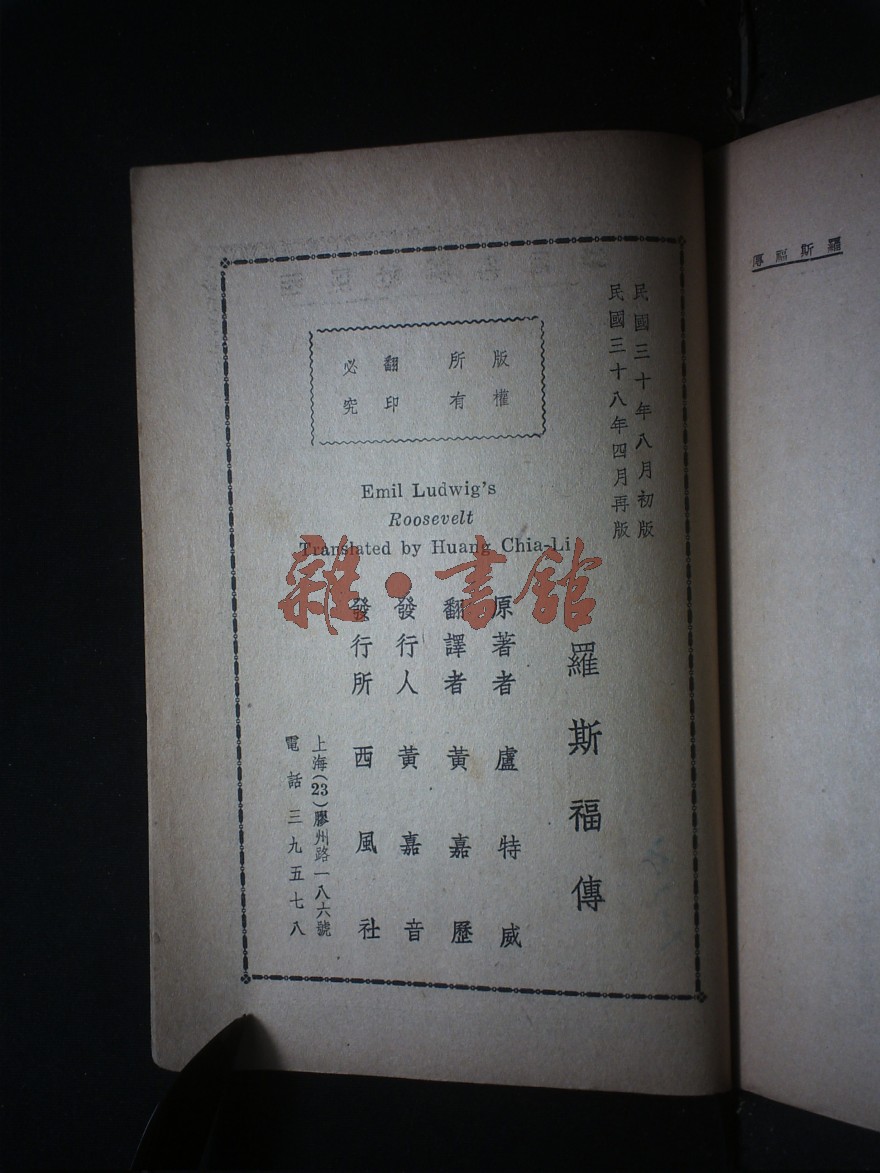 民國三十年八月初版
民國三十八年四月再版
版權所有
翻印必究
Emil Ludwig's
Roosevelt
Translated by Huang Chia-Li
雜・書舘
羅斯福傳
原著者 盧特威
翻譯者 黃嘉歷
發行人 黃嘉音
發行所 西風社
上海(23)膠州路一八六號
電話三九五七八
羅斯福傳